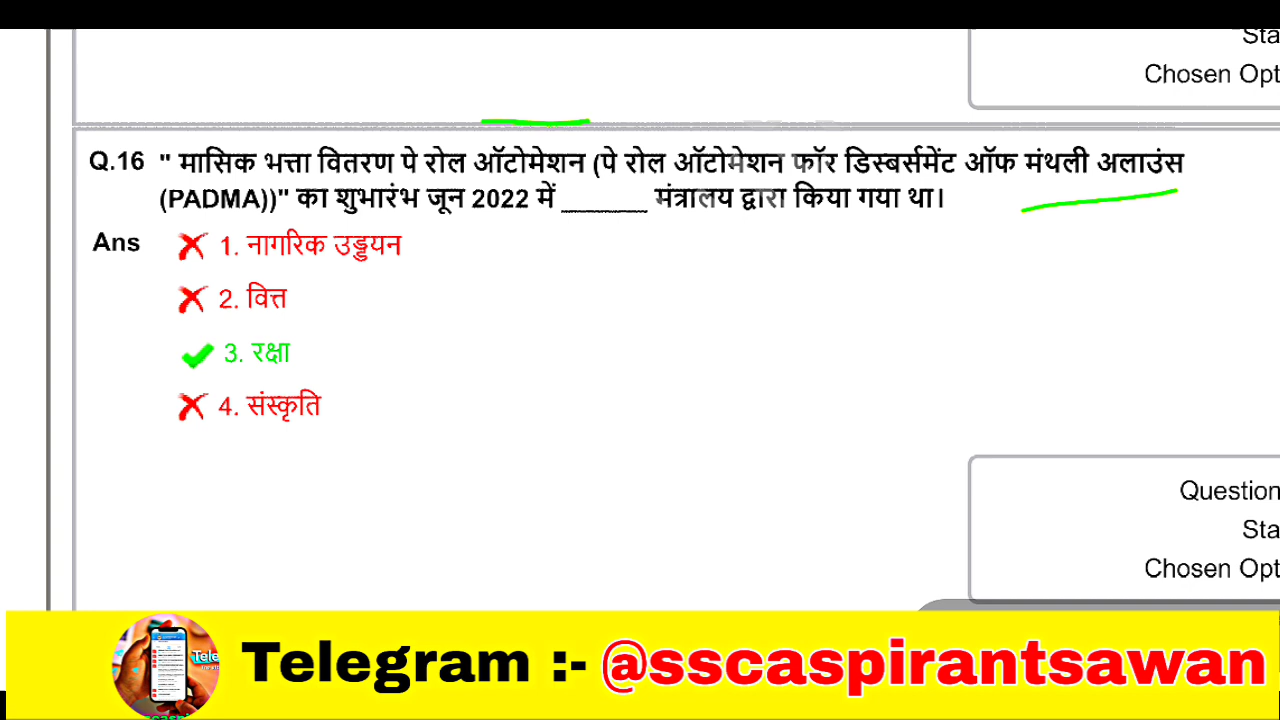 Sta
Chosen Opt
Q.16 " मासिक भत्ता वितरण पे रोल ऑटोमेशन (पे रोल ऑटोमेशन फॉर डिस्बर्समेंट ऑफ मंथली अलाउंस
(PADMA))" का शुभारंभ जून 2022 में _______ मंत्रालय द्वारा किया गया था।
Ans 1. नागरिक उड्डयन
2. वित्त
3. रक्षा
4. संस्कृति
Question
Sta
Chosen Opt
Telegram :- @sscaspirantsawan